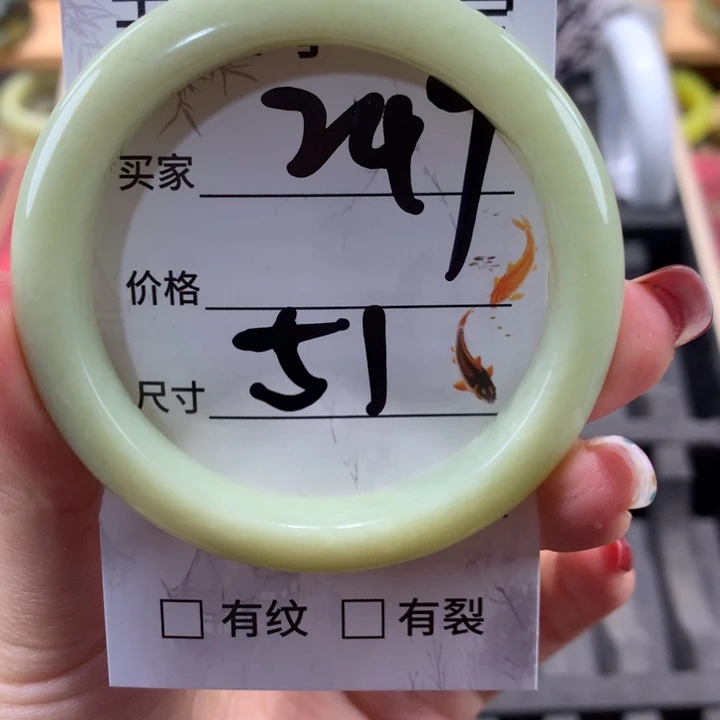 249
买家
价格
尺寸 51
有纹 有裂